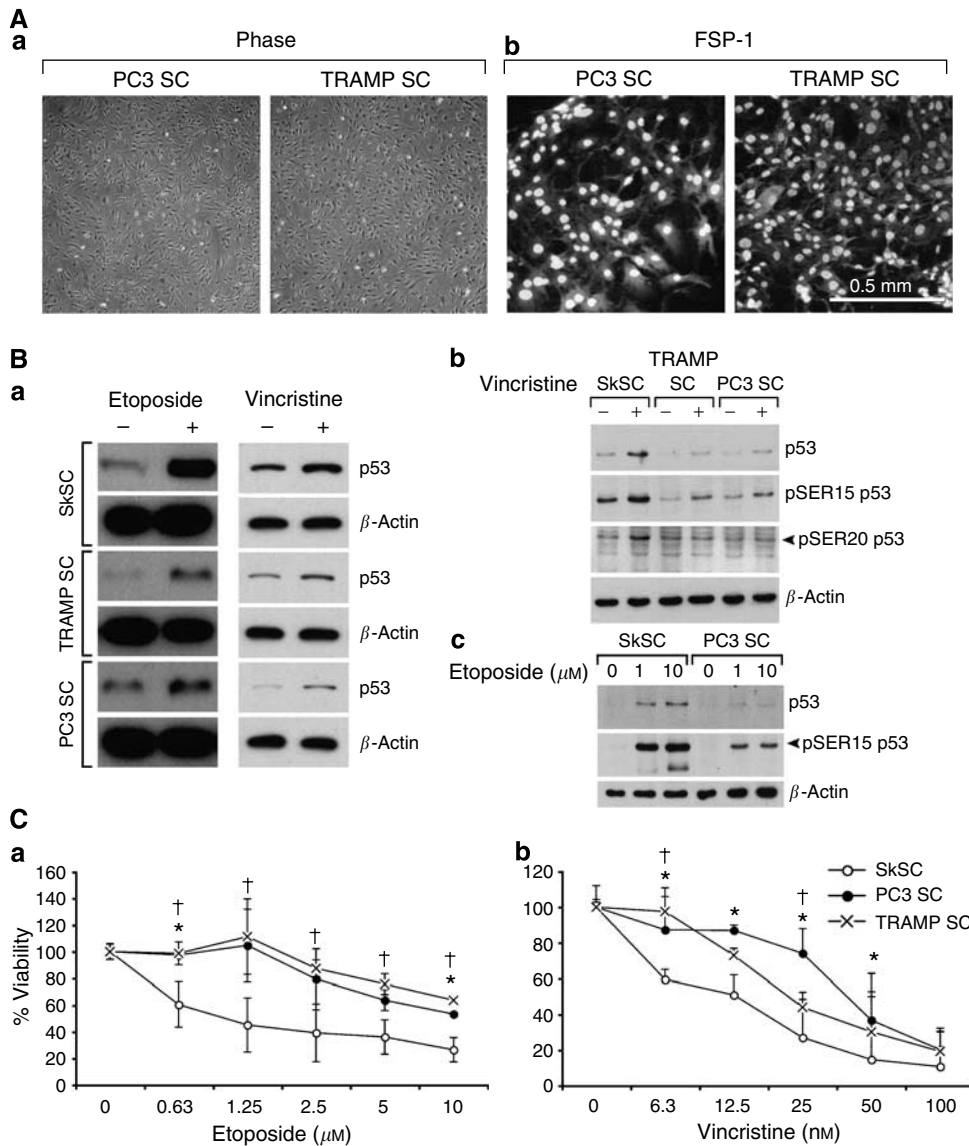 A
a
Phase
PC3 SC TRAMP SC
b
FSP-1
PC3 SC TRAMP SC
0.5 mm
B
a
Etoposide Vincristine
– + – +
SkSC
p53
β-Actin
TRAMP SC
p53
β-Actin
PC3 SC
p53
β-Actin
b
TRAMP
Vincristine SkSC SC PC3 SC
– + – + – +
p53
pSER15 p53
pSER20 p53
β-Actin
c
SkSC PC3 SC
Etoposide (μM) 0 1 10 0 1 10
p53
pSER15 p53
β-Actin
C
a
% Viability
160
140
120
100
80
60
40
20
0
† * † † † † *
0 0.63 1.25 2.5 5 10
Etoposide (μM)
b
120
100
80
60
40
20
0
† * * † * *
SkSC
PC3 SC
TRAMP SC
0 6.3 12.5 25 50 100
Vincristine (nM)